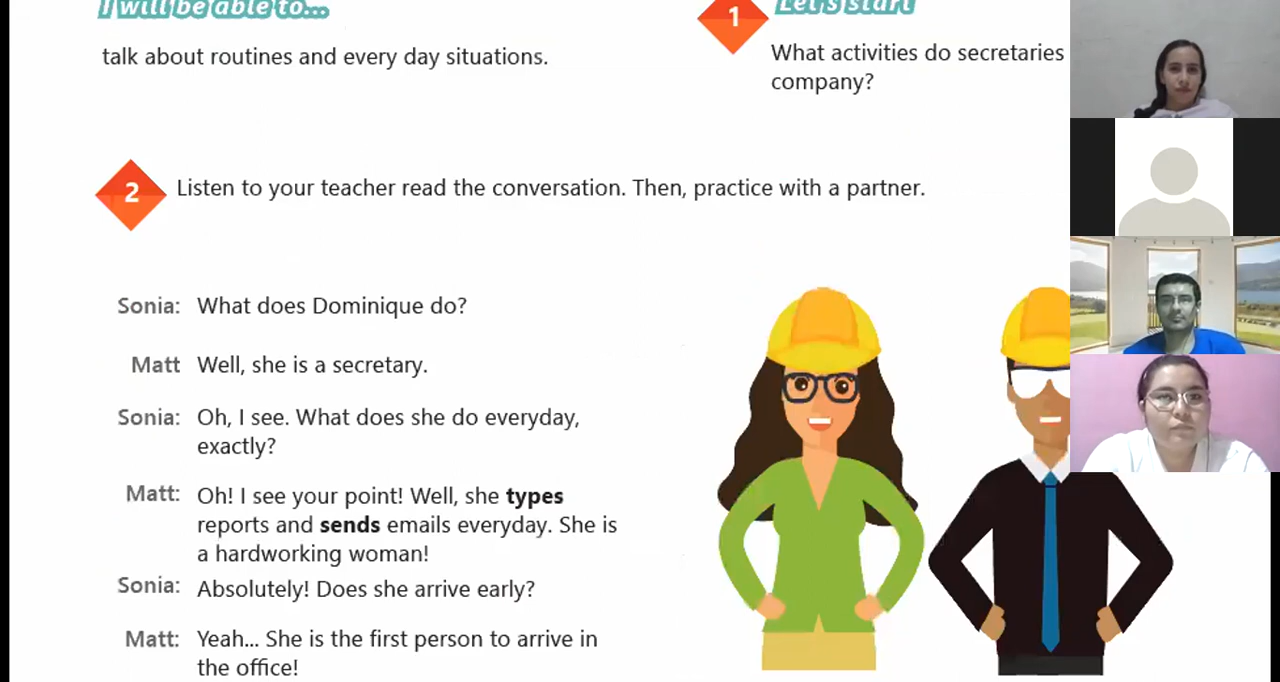 I will be able to...
talk about routines and every day situations.
1
Let's start
What activities do secretaries
company?
2
Listen to your teacher read the conversation. Then, practice with a partner.
Sonia: What does Dominique do?
Matt Well, she is a secretary.
Sonia: Oh, I see. What does she do everyday,
exactly?
Matt: Oh! I see your point! Well, she types
reports and sends emails everyday. She is
a hardworking woman!
Sonia: Absolutely! Does she arrive early?
Matt: Yeah... She is the first person to arrive in
the office!